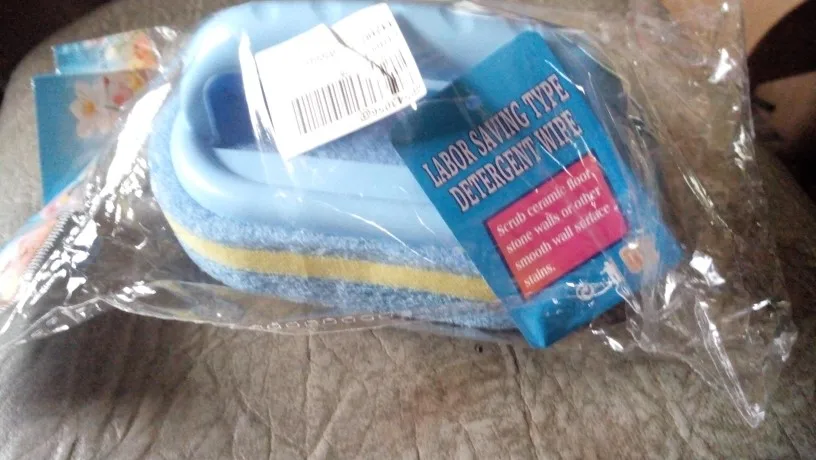 LABOR SAVING TYPE
DETERGENT WIPE
Scrub ceramic floor,
stone walls or other
smooth wall surface
stains.